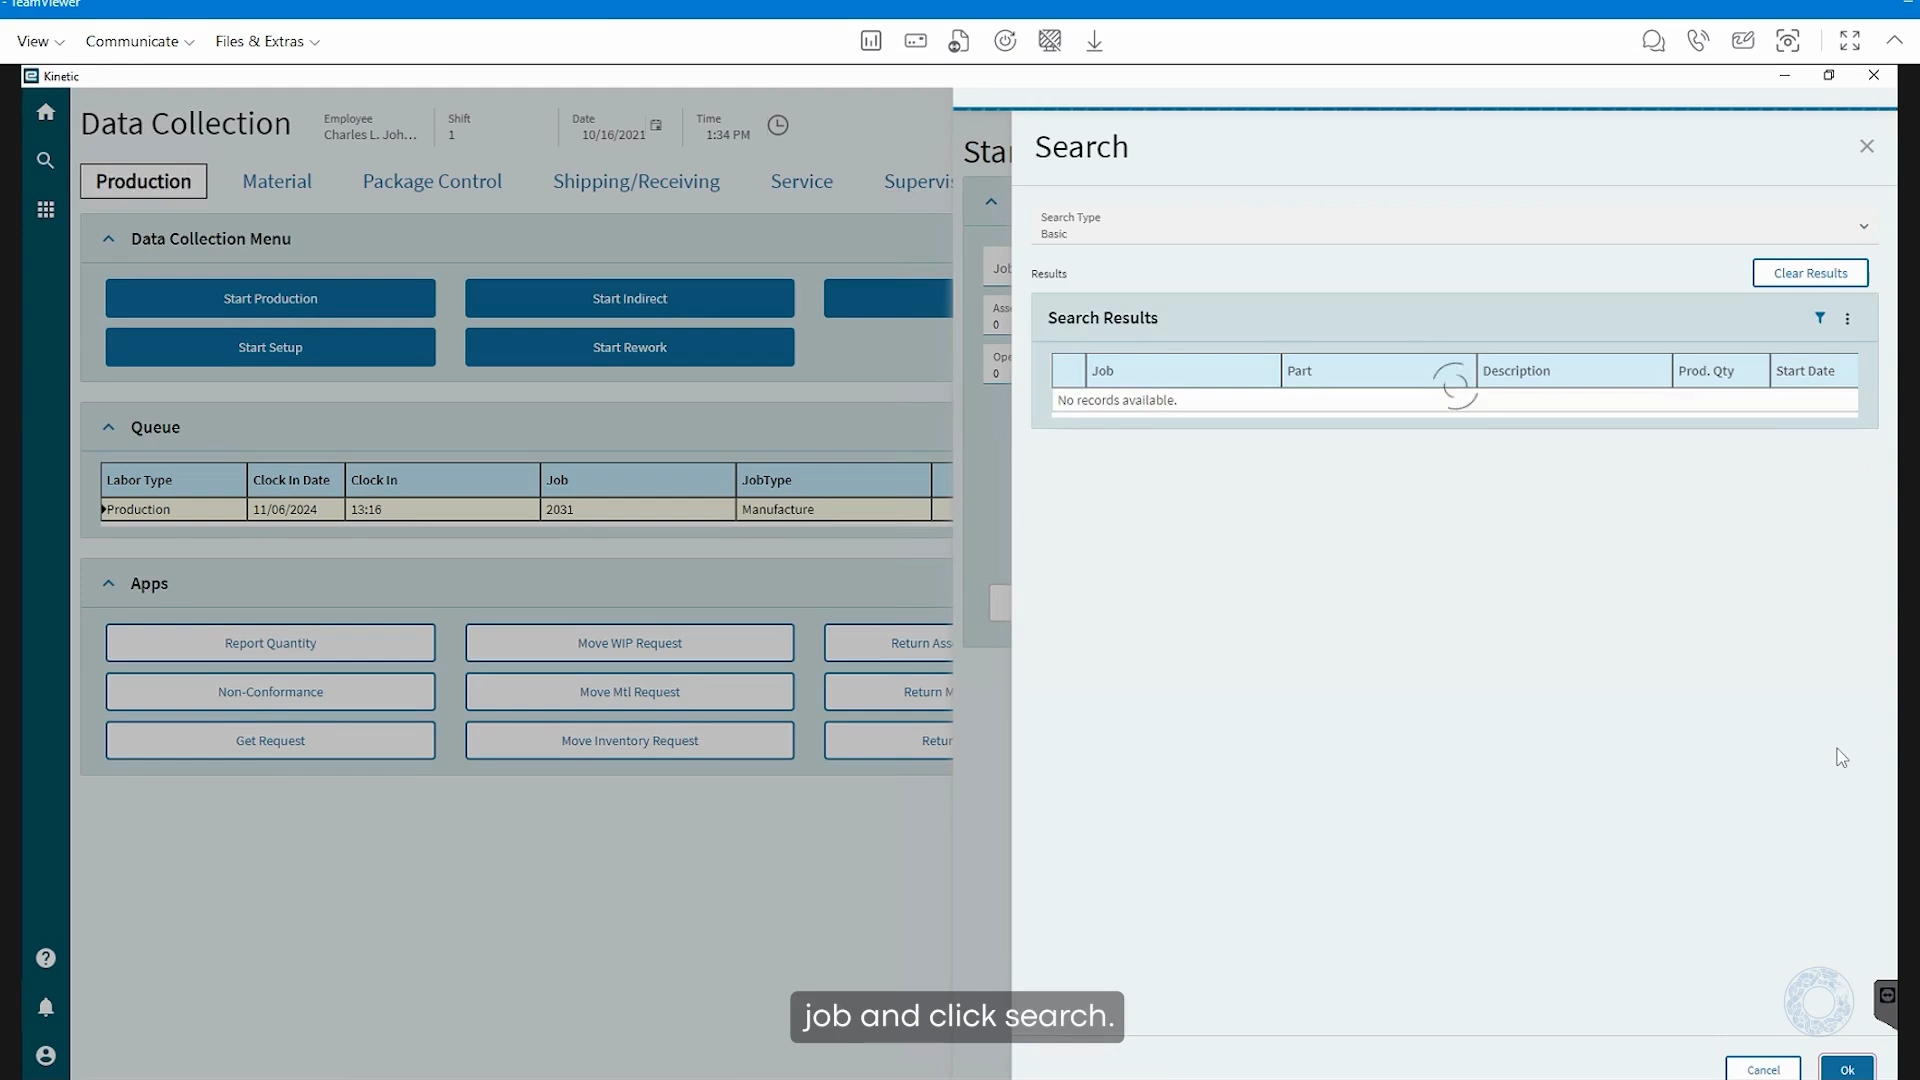 - TeamViewer
View
Communicate
Files & Extras
Kinetic
Data Collection
Employee
Charles L. Joh...
Shift
1
Date
10/16/2021
Time
1:34 PM
Production
Material
Package Control
Shipping/Receiving
Service
Supervis
Data Collection Menu
Start Production
Start Indirect
Start Setup
Start Rework
Queue
Labor Type
Clock In Date
Clock In
Job
JobType
Production
11/06/2024
13:16
2031
Manufacture
Apps
Report Quantity
Move WIP Request
Return Ass
Non-Conformance
Move Mtl Request
Return M
Get Request
Move Inventory Request
Retur
Star
Job
Asse
0
Ope
0
Search
Search Type
Basic
Results
Clear Results
Search Results
Job
Part
Description
Prod. Qty
Start Date
No records available.
Cancel
Ok
job and click search.